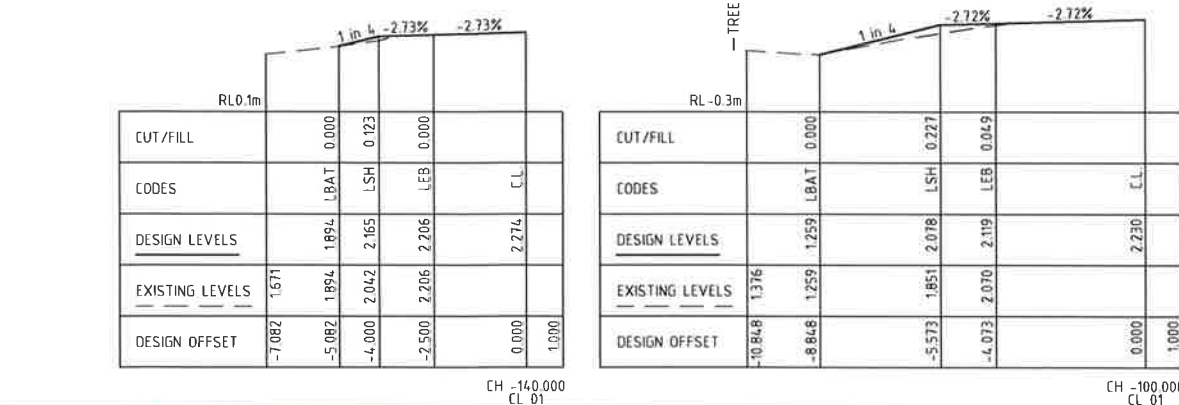 1 in 4 -2.73% -2.73%
RL0.1m
CUT/FILL 0.000 0.123 0.000
CODES LBAT LSH LEB C.L.
DESIGN LEVELS 1.894 2.165 2.206 2.274
EXISTING LEVELS 1.671 1.894 2.042 2.206
DESIGN OFFSET -7.082 -5.082 -4.000 -2.500 0.000 1.000
CH -140.000
CL 01
TREE
1 in 4 -2.72% -2.72%
RL-0.3m
CUT/FILL 0.000 0.227 0.049
CODES LBAT LSH LEB C.L.
DESIGN LEVELS 1.259 2.078 2.119 2.230
EXISTING LEVELS 1.376 1.259 1.851 2.070
DESIGN OFFSET -10.848 -8.848 -5.573 -4.073 0.000 1.000
CH -100.000
CL 01